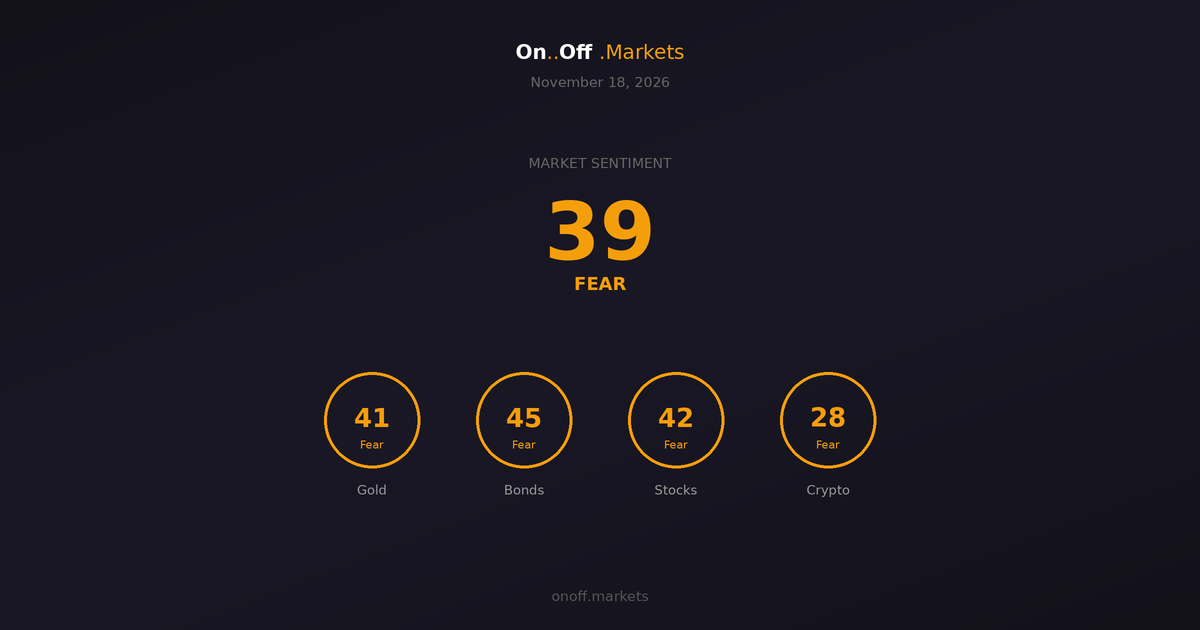 On..Off .Markets
November 18, 2026
MARKET SENTIMENT
39
FEAR
41 45 42 28
Fear Fear Fear Fear
Gold Bonds Stocks Crypto
onoff.markets